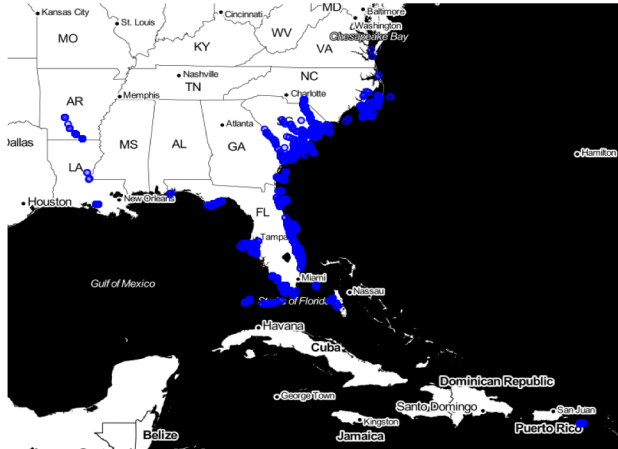 Kansas City
St. Louis
Cincinnati
MD
Baltimore
Washington
MO
WV
Chesapeake Bay
KY
VA
Nashville
TN
NC
Memphis
Charlotte
AR
Atlanta
Dallas
MS
AL
GA
LA
Hamilton
Houston
New Orleans
FL
Tampa
Gulf of Mexico
Miami
Nassau
Straits of Florida
Havana
Cuba
Dominican Republic
George Town
Santo Domingo
San Juan
Kingston
Puerto Rico
Belize
Jamaica